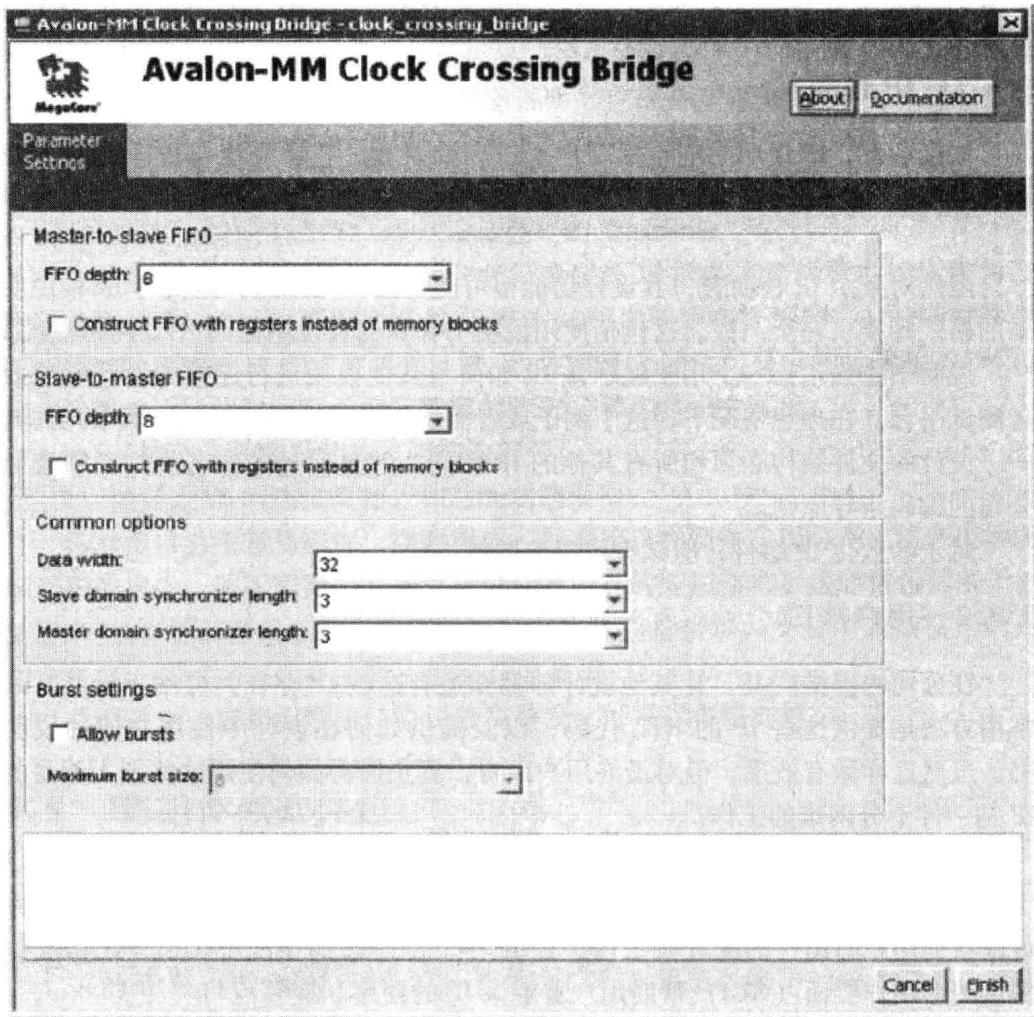 Avalon-MM Clock Crossing Bridge - clock_crossing_bridge
MegaCore®
Avalon-MM Clock Crossing Bridge
About
Documentation
Parameter
Settings
Master-to-slave FIFO
FIFO depth: 8
Construct FIFO with registers instead of memory blocks
Slave-to-master FIFO
FIFO depth: 8
Construct FIFO with registers instead of memory blocks
Common options
Data width: 32
Slave domain synchronizer length: 3
Master domain synchronizer length: 3
Burst settings
Allow bursts
Maximum burst size: 8
Cancel
Finish